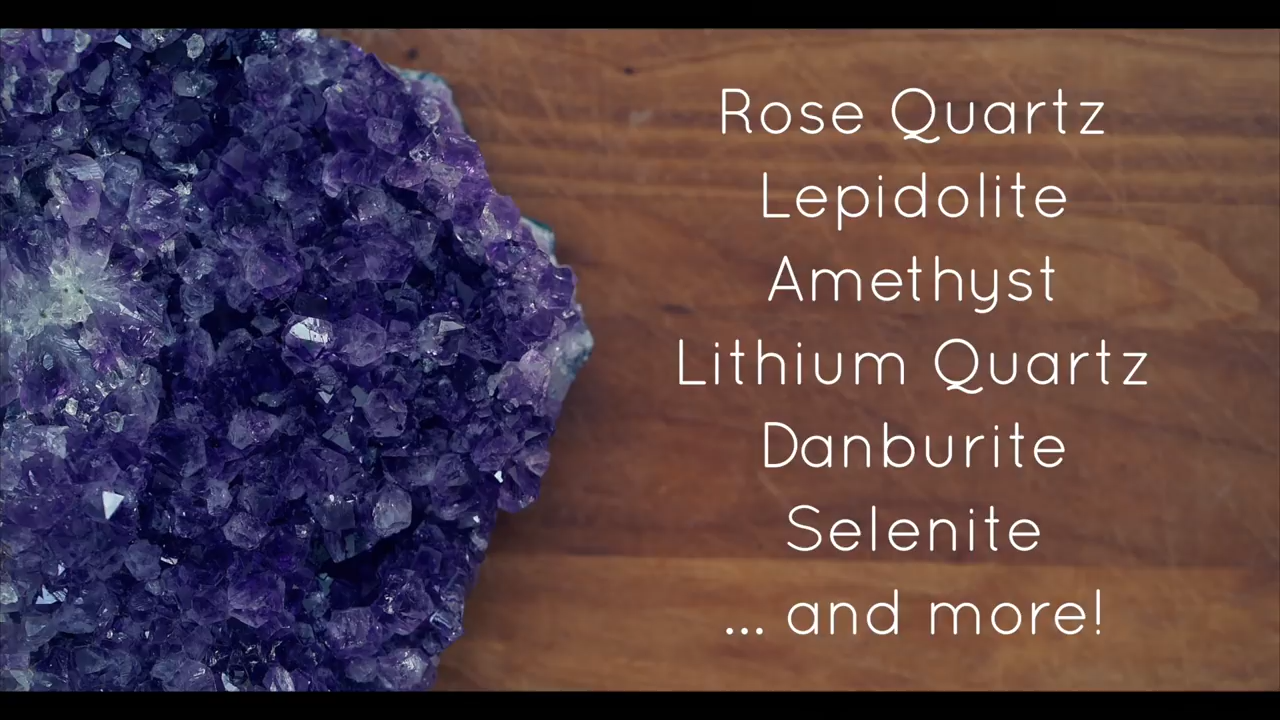 Rose Quartz
Lepidolite
Amethyst
Lithium Quartz
Danburite
Selenite
... and more!